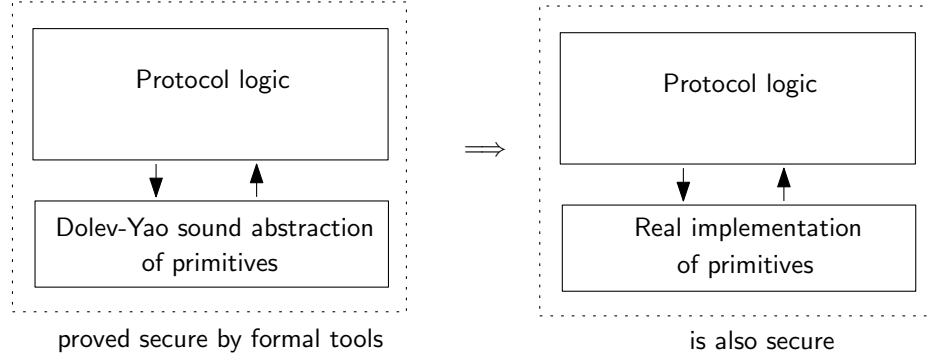 Protocol logic
Dolev-Yao sound abstraction
of primitives
proved secure by formal tools
⟹
Protocol logic
Real implementation
of primitives
is also secure